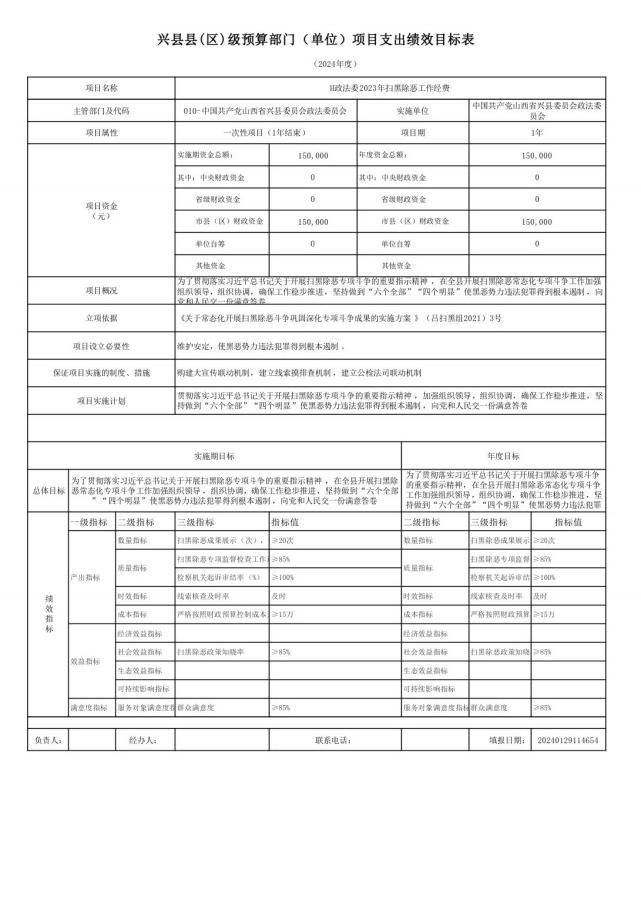 兴县县(区)级预算部门（单位）项目支出绩效目标表
（2024年度）
项目名称 H政法委2023年扫黑除恶工作经费
主管部门及代码 010-中国共产党山西省兴县委员会政法委员会 实施单位 中国共产党山西省兴县委员会政法委
员会
项目属性 一次性项目（1年结束） 项目期 1年
项目资金
（元）
实施期资金总额： 150,000 年度资金总额： 150,000
其中：中央财政资金 0 其中：中央财政资金 0
省级财政资金 0 省级财政资金 0
市县（区）财政资金 150,000 市县（区）财政资金 150,000
单位自筹 0 单位自筹 0
其他资金 其他资金
项目概况
为了贯彻落实习近平总书记关于开展扫黑除恶专项斗争的重要指示精神，在全县开展扫黑除恶常态化专项斗争工作加强
组织领导，组织协调，确保工作稳步推进，坚持做到“六个全部”“四个明显”使黑恶势力违法犯罪得到根本遏制，向
党和人民交一份满意答卷
立项依据 《关于常态化开展扫黑除恶斗争巩固深化专项斗争成果的实施方案 》（吕扫黑组2021）3号
项目设立必要性 维护安定，使黑恶势力违法犯罪得到根本遏制 。
保证项目实施的制度、措施 购建大宣传联动机制，建立线索摸排查机制，建立公检法司联动机制
项目实施计划
贯彻落实习近平总书记关于开展扫黑除恶专项斗争的重要指示精神 ，加强组织领导，组织协调，确保工作稳步推进，坚
持做到“六个全部”“四个明显”使黑恶势力违法犯罪得到根本遏制，向党和人民交一份满意答卷
实施期目标 年度目标
总体目标
为了贯彻落实习近平总书记关于开展扫黑除恶专项斗争的重要指示精神 ，在全县开展扫黑除
恶常态化专项斗争工作加强组织领导，组织协调，确保工作稳步推进，坚持做到“六个全部
”“四个明显”使黑恶势力违法犯罪得到根本遏制，向党和人民交一份满意答卷
为了贯彻落实习近平总书记关于开展扫黑除恶专项斗争
的重要指示精神，在全县开展扫黑除恶常态化专项斗争
工作加强组织领导，组织协调，确保工作稳步推进，坚
持做到“六个全部”“四个明显”使黑恶势力违法犯罪
绩效指标
一级指标 二级指标 三级指标 指标值 二级指标 三级指标 指标值
产出指标
数量指标 扫黑除恶成果展示（次）， ≥20次 数量指标 扫黑除恶成果展示 ≥20次
质量指标 扫黑除恶专项监督检查工作 ≥85% 质量指标 扫黑除恶专项监督 ≥85%
检察机关起诉审结率（%） ≥100% 检察机关起诉审结 ≥100%
时效指标 线索核查及时率 及时 时效指标 线索核查及时率 及时
成本指标 严格按照财政预算控制成本 ≥15万 成本指标 严格按照财政预算 ≥15万
效益指标
经济效益指标 经济效益指标
社会效益指标 扫黑除恶政策知晓率 ≥85% 社会效益指标 扫黑除恶政策知晓 ≥85%
生态效益指标 生态效益指标
可持续影响指标 可持续影响指标
满意度指标 服务对象满意度指 群众满意度 ≥85% 服务对象满意度指标 群众满意度 ≥85%
负责人： 经办人： 联系电话： 填报日期： 20240129114654